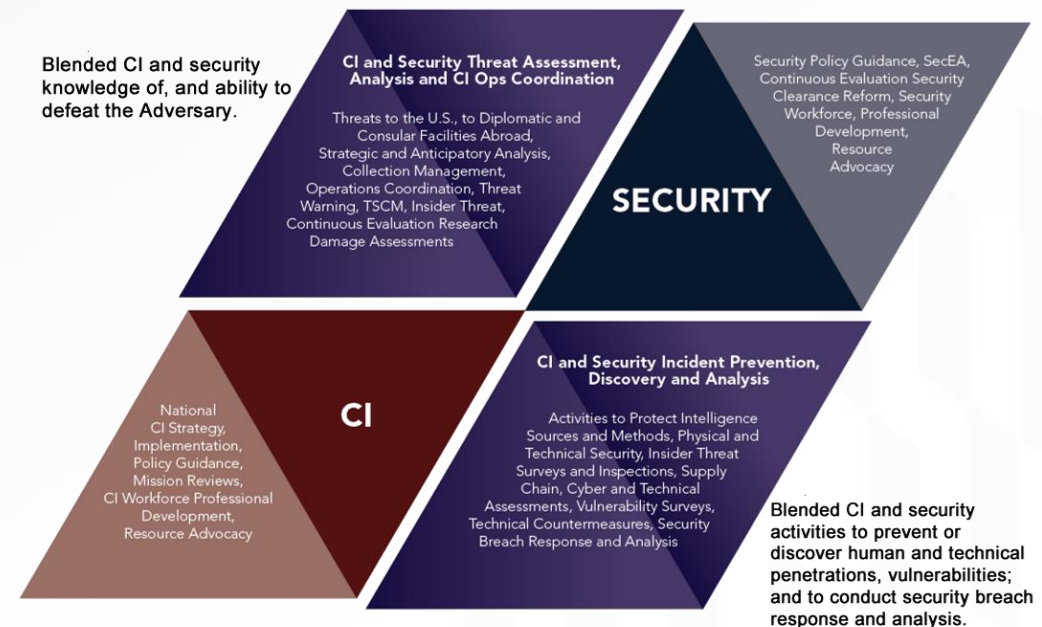 Blended CI and security
knowledge of, and ability to
defeat the Adversary.
CI and Security Threat Assessment,
Analysis and CI Ops Coordination
Threats to the U.S., to Diplomatic and
Consular Facilities Abroad,
Strategic and Anticipatory Analysis,
Collection Management,
Operations Coordination, Threat
Warning, TSCM, Insider Threat,
Continuous Evaluation Research
Damage Assessments
SECURITY
Security Policy Guidance, SecEA,
Continuous Evaluation Security
Clearance Reform, Security
Workforce, Professional
Development,
Resource
Advocacy
National
CI Strategy,
Implementation,
Policy Guidance,
Mission Reviews,
CI Workforce Professional
Development,
Resource Advocacy
CI
CI and Security Incident Prevention,
Discovery and Analysis
Activities to Protect Intelligence
Sources and Methods, Physical and
Technical Security, Insider Threat
Surveys and Inspections, Supply
Chain, Cyber and Technical
Assessments, Vulnerability Surveys,
Technical Countermeasures, Security
Breach Response and Analysis
Blended CI and security
activities to prevent or
discover human and technical
penetrations, vulnerabilities;
and to conduct security breach
response and analysis.